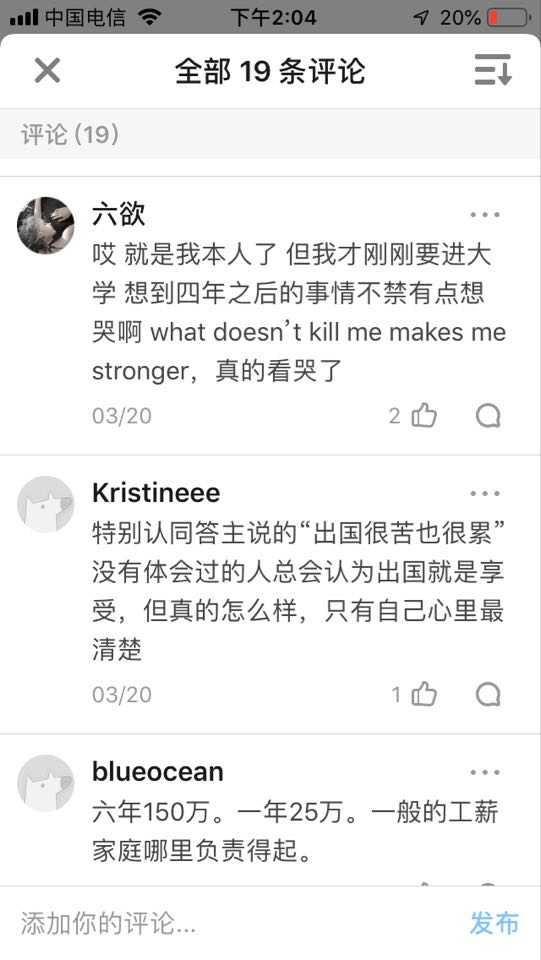 中国电信 下午2:04 20%
全部 19 条评论
评论 (19)
六欲
哎 就是我本人了 但我才刚刚要进大
学 想到四年之后的事情不禁有点想
哭啊 what doesn't kill me makes me
stronger，真的看哭了
03/20 2
Kristineee
特别认同答主说的“出国很苦也很累”
没有体会过的人总会认为出国就是享
受，但真的怎么样，只有自己心里最
清楚
03/20 1
blueocean
六年150万。一年25万。一般的工薪
家庭哪里负责得起。
添加你的评论... 发布